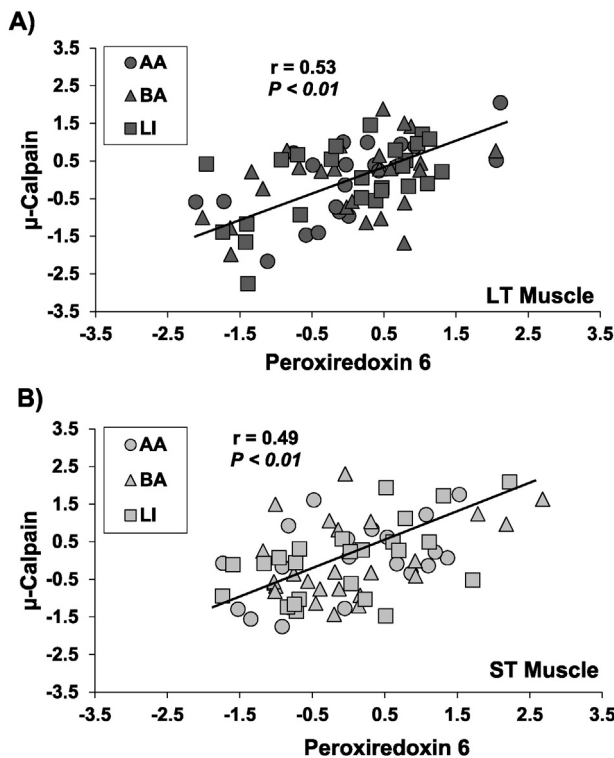 A)
3.5
2.5
1.5
0.5
-0.5
-1.5
-2.5
-3.5
μ-Calpain
AA
BA
LI
r = 0.53
P < 0.01
LT Muscle
-3.5 -2.5 -1.5 -0.5 0.5 1.5 2.5 3.5
Peroxiredoxin 6
B)
3.5
2.5
1.5
0.5
-0.5
-1.5
-2.5
-3.5
μ-Calpain
AA
BA
LI
r = 0.49
P < 0.01
ST Muscle
-3.5 -2.5 -1.5 -0.5 0.5 1.5 2.5 3.5
Peroxiredoxin 6